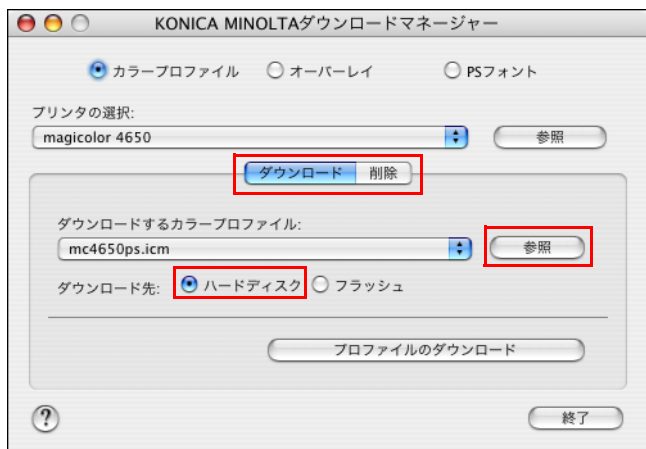 KONICA MINOLTAダウンロードマネージャー
カラープロファイル オーバーレイ PSフォント
プリンタの選択:
magicolor 4650 参照
ダウンロード 削除
ダウンロードするカラープロファイル:
mc4650ps.icm 参照
ダウンロード先: ハードディスク フラッシュ
プロファイルのダウンロード
? 終了